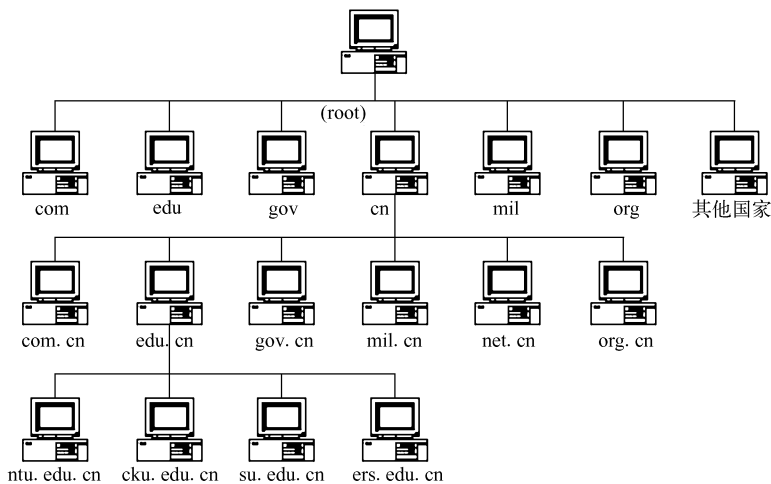 (root)
com edu gov cn mil org 其他国家
com. cn edu. cn gov. cn mil. cn net. cn org. cn
ntu. edu. cn cku. edu. cn su. edu. cn ers. edu. cn